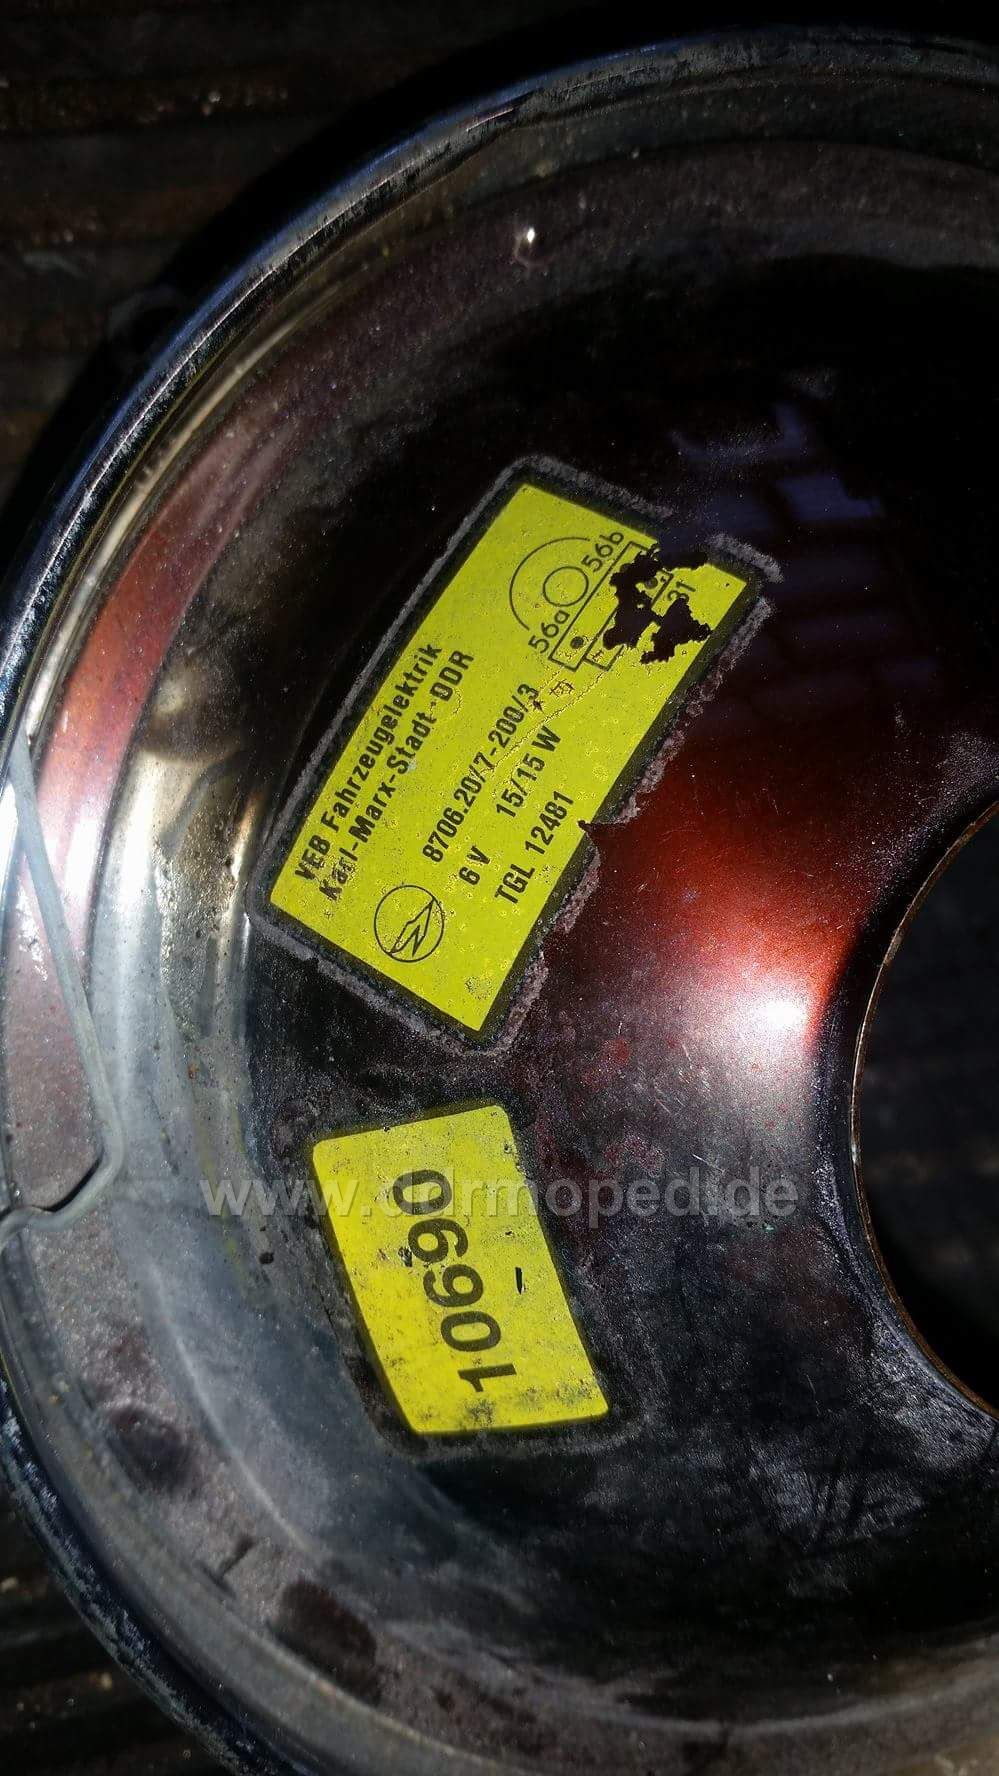 VEB Fahrzeugelektrik
Karl-Marx-Stadt-DDR
8706.20/7-200/3
6 V 15/15 W
TGL 12481
56a
56b
31
10690
www.ddrmoped.de